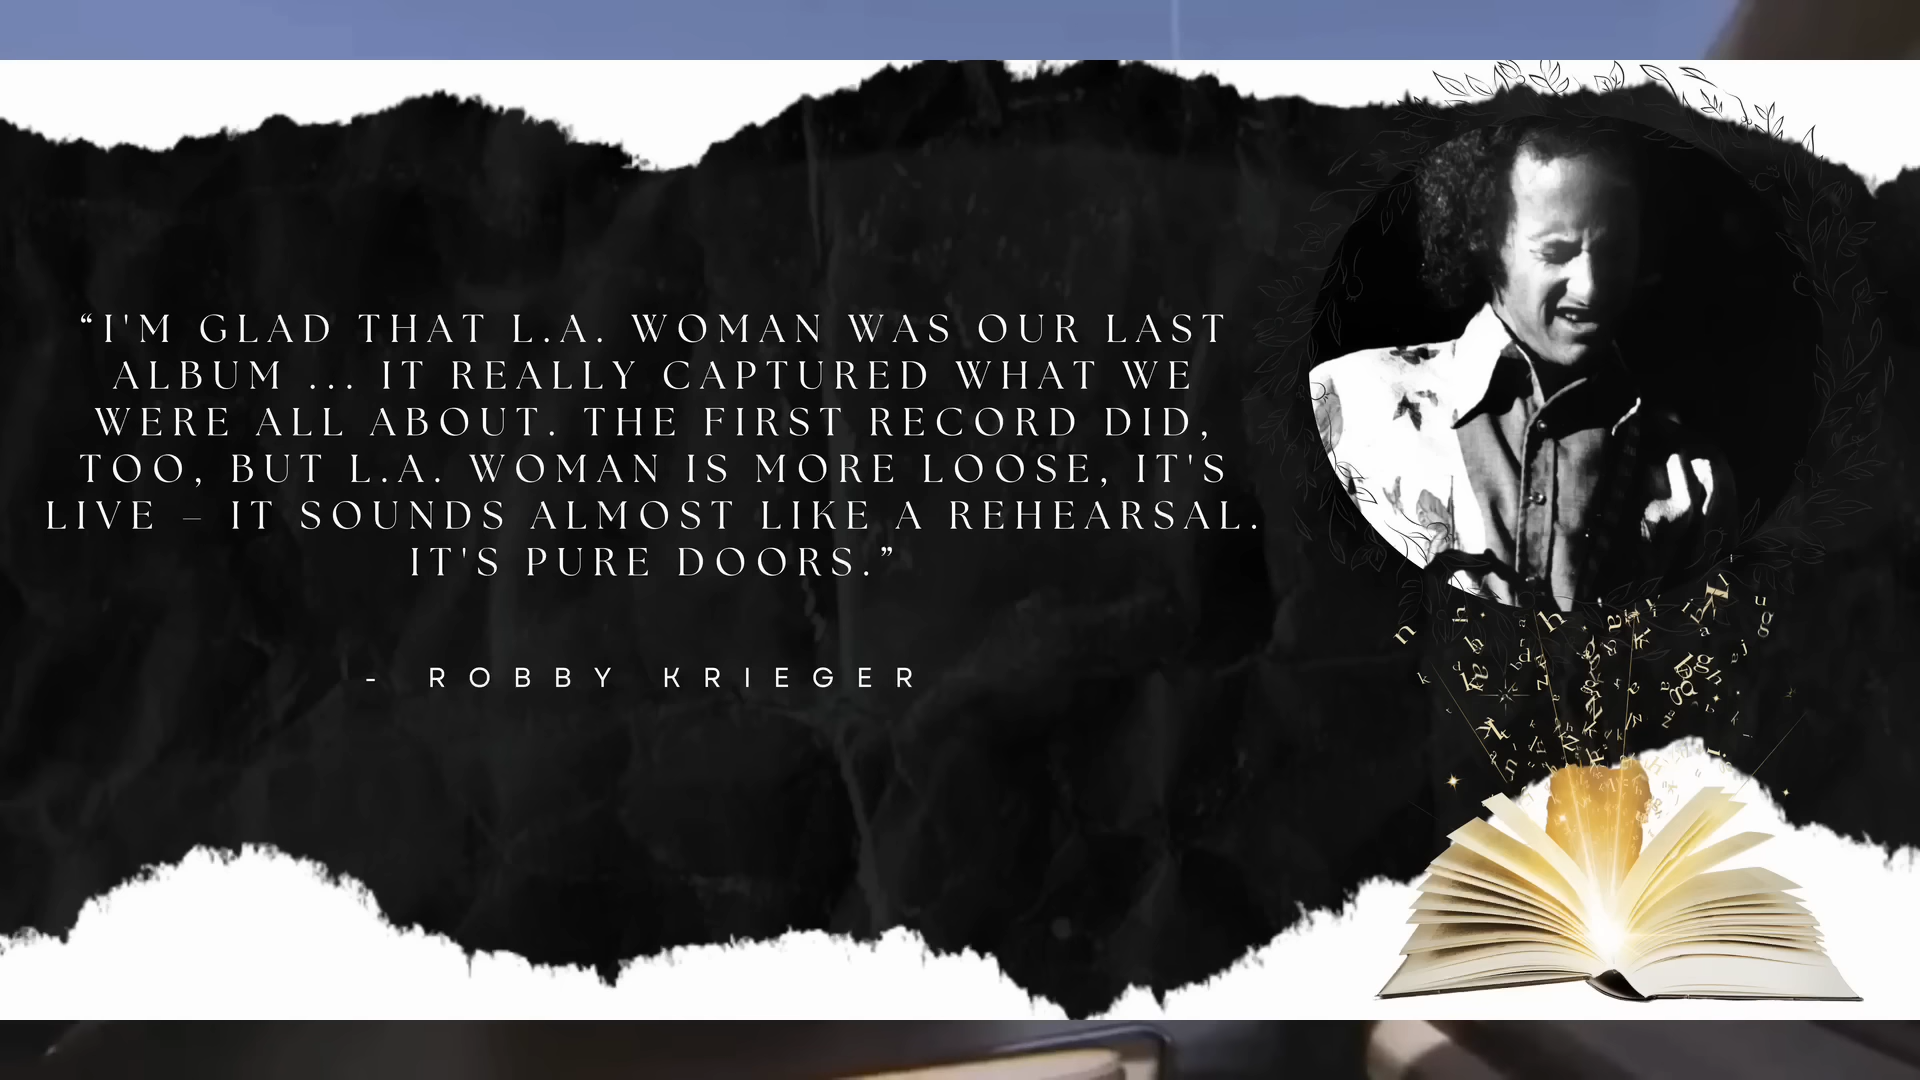 “I'M GLAD THAT L.A. WOMAN WAS OUR LAST
ALBUM ... IT REALLY CAPTURED WHAT WE
WERE ALL ABOUT. THE FIRST RECORD DID,
TOO, BUT L.A. WOMAN IS MORE LOOSE, IT'S
LIVE – IT SOUNDS ALMOST LIKE A REHEARSAL.
IT'S PURE DOORS.”
- ROBBY KRIEGER